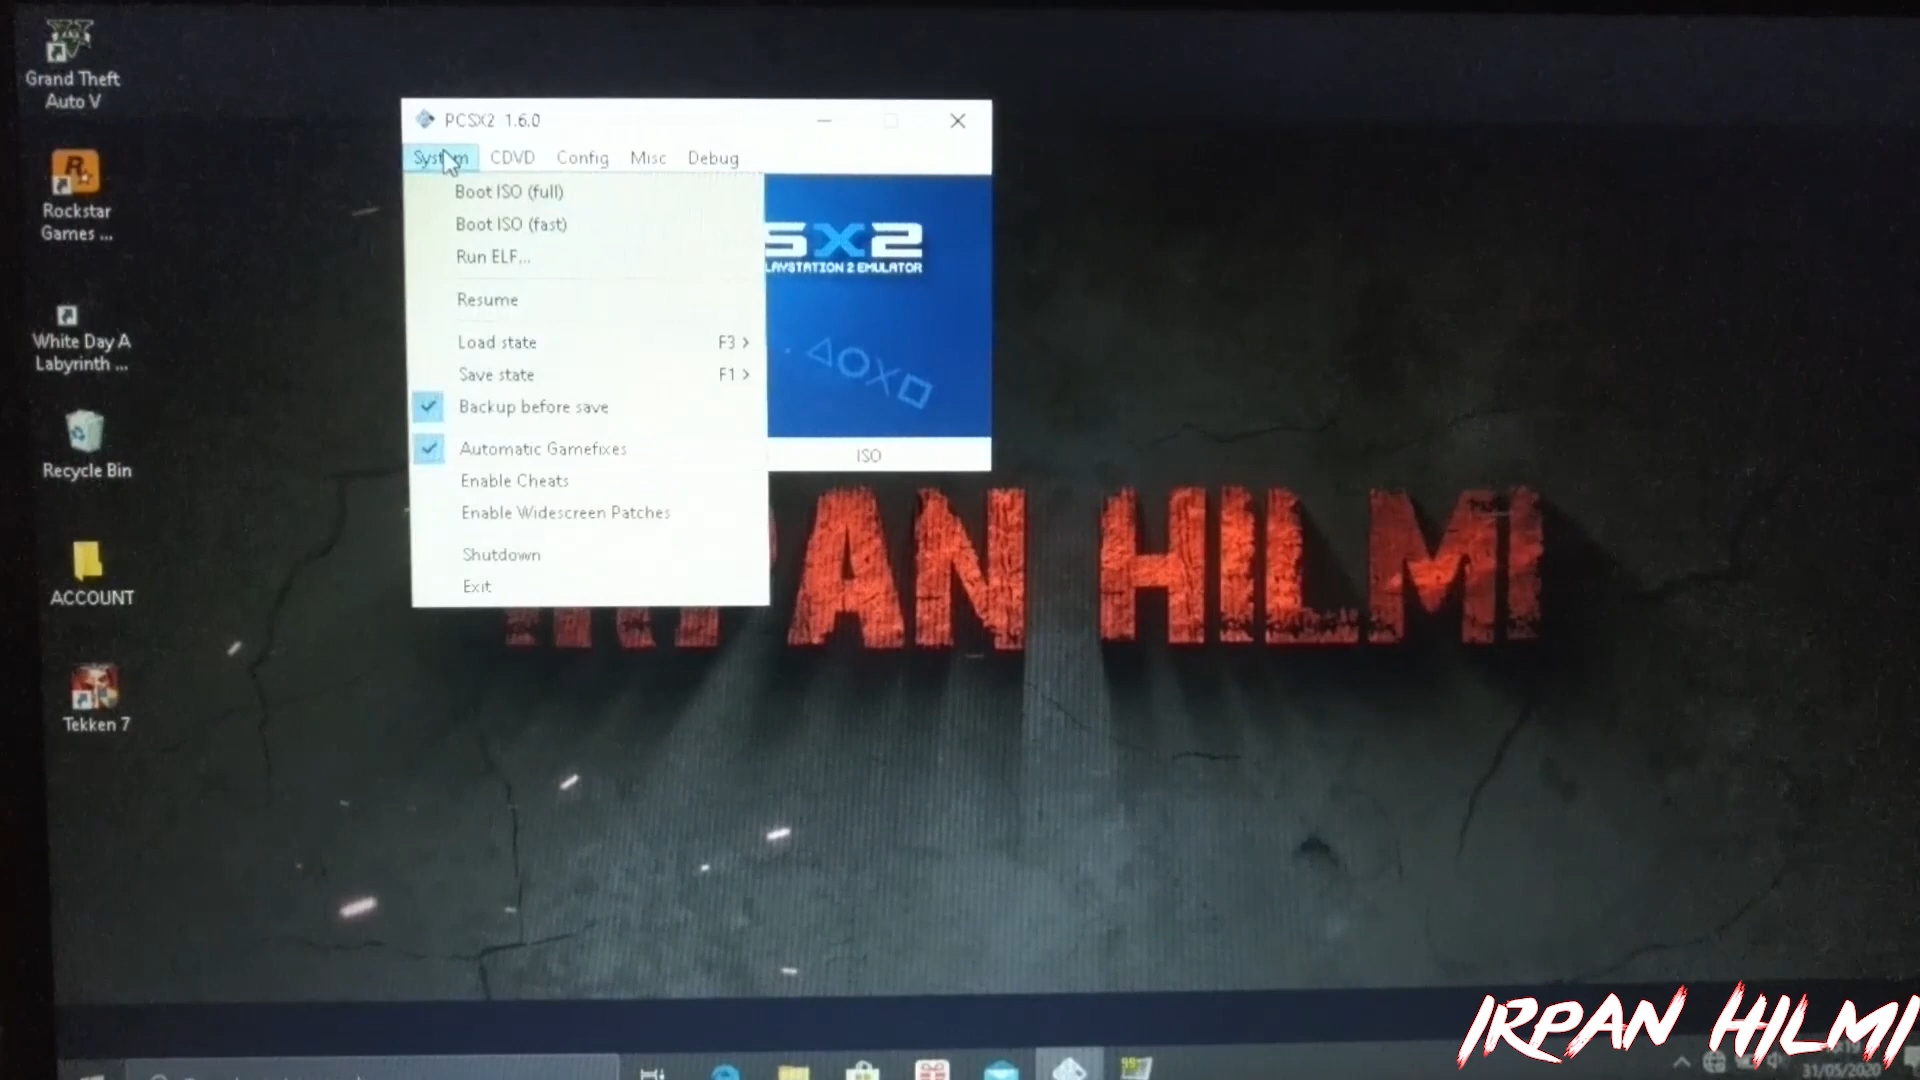 Grand Theft
Auto V
Rockstar
Games ...
White Day A
Labyrinth ...
Recycle Bin
ACCOUNT
Tekken 7
PCSX2 1.6.0
System CDVD Config Misc Debug
Boot ISO (full)
Boot ISO (fast)
Run ELF...
Resume
Load state F3 >
Save state F1 >
Backup before save
Automatic Gamefixes
Enable Cheats
Enable Widescreen Patches
Shutdown
Exit
SX2
LAYSTATION 2 EMULATOR
ISO
PAN HILMI
IRPAN HILMI
31/05/2020